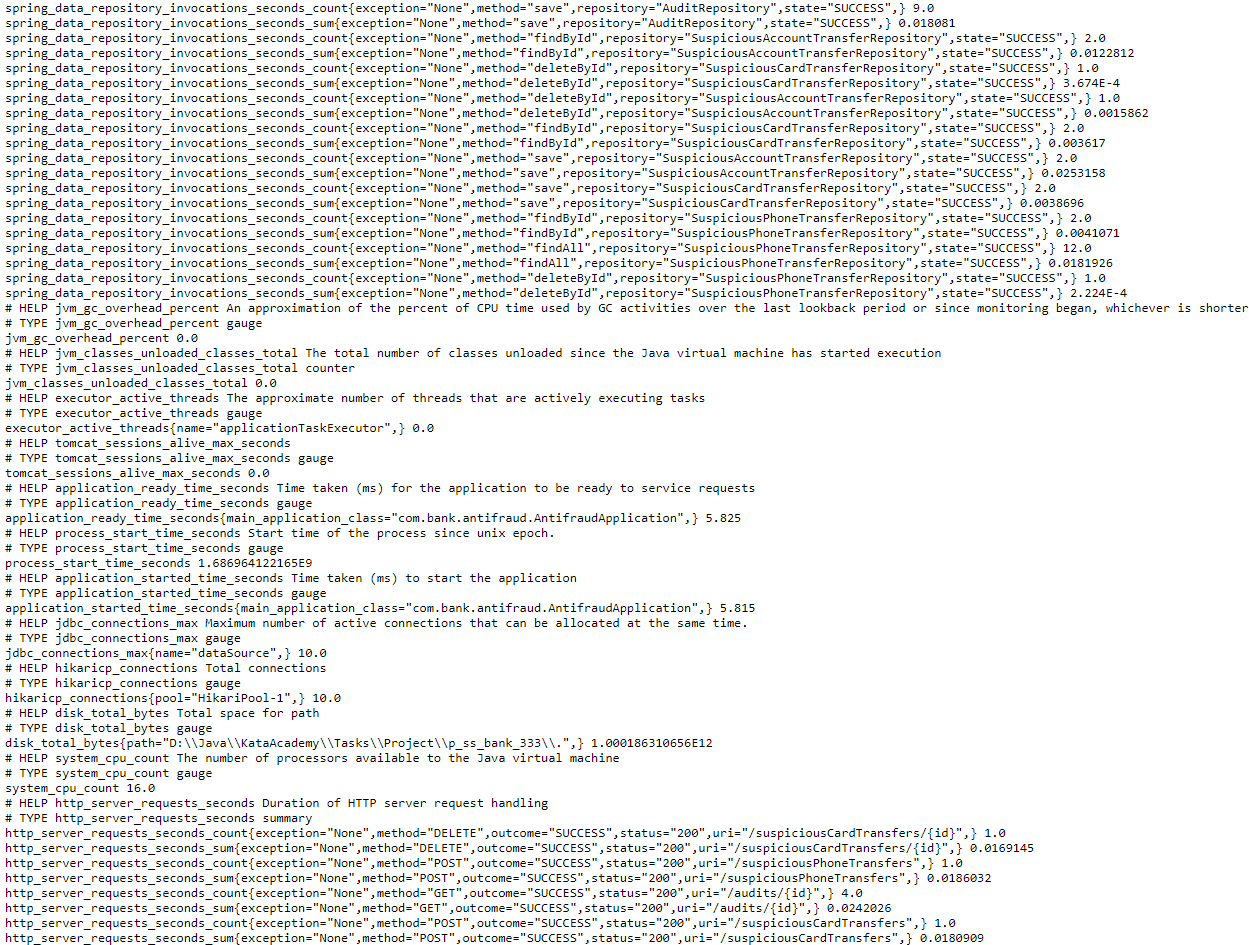 spring_data_repository_invocations_seconds_count{exception="None",method="save",repository="AuditRepository",state="SUCCESS",} 9.0
spring_data_repository_invocations_seconds_sum{exception="None",method="save",repository="AuditRepository",state="SUCCESS",} 0.018081
spring_data_repository_invocations_seconds_count{exception="None",method="findById",repository="SuspiciousAccountTransferRepository",state="SUCCESS",} 2.0
spring_data_repository_invocations_seconds_sum{exception="None",method="findById",repository="SuspiciousAccountTransferRepository",state="SUCCESS",} 0.0122812
spring_data_repository_invocations_seconds_count{exception="None",method="deleteById",repository="SuspiciousCardTransferRepository",state="SUCCESS",} 1.0
spring_data_repository_invocations_seconds_sum{exception="None",method="deleteById",repository="SuspiciousCardTransferRepository",state="SUCCESS",} 3.674E-4
spring_data_repository_invocations_seconds_count{exception="None",method="deleteById",repository="SuspiciousAccountTransferRepository",state="SUCCESS",} 1.0
spring_data_repository_invocations_seconds_sum{exception="None",method="deleteById",repository="SuspiciousAccountTransferRepository",state="SUCCESS",} 0.0015862
spring_data_repository_invocations_seconds_count{exception="None",method="findById",repository="SuspiciousCardTransferRepository",state="SUCCESS",} 2.0
spring_data_repository_invocations_seconds_sum{exception="None",method="findById",repository="SuspiciousCardTransferRepository",state="SUCCESS",} 0.003617
spring_data_repository_invocations_seconds_count{exception="None",method="save",repository="SuspiciousAccountTransferRepository",state="SUCCESS",} 2.0
spring_data_repository_invocations_seconds_sum{exception="None",method="save",repository="SuspiciousAccountTransferRepository",state="SUCCESS",} 0.0253158
spring_data_repository_invocations_seconds_count{exception="None",method="save",repository="SuspiciousCardTransferRepository",state="SUCCESS",} 2.0
spring_data_repository_invocations_seconds_sum{exception="None",method="save",repository="SuspiciousCardTransferRepository",state="SUCCESS",} 0.0038696
spring_data_repository_invocations_seconds_count{exception="None",method="findById",repository="SuspiciousPhoneTransferRepository",state="SUCCESS",} 2.0
spring_data_repository_invocations_seconds_sum{exception="None",method="findById",repository="SuspiciousPhoneTransferRepository",state="SUCCESS",} 0.0041071
spring_data_repository_invocations_seconds_count{exception="None",method="findAll",repository="SuspiciousPhoneTransferRepository",state="SUCCESS",} 12.0
spring_data_repository_invocations_seconds_sum{exception="None",method="findAll",repository="SuspiciousPhoneTransferRepository",state="SUCCESS",} 0.0181926
spring_data_repository_invocations_seconds_count{exception="None",method="deleteById",repository="SuspiciousPhoneTransferRepository",state="SUCCESS",} 1.0
spring_data_repository_invocations_seconds_sum{exception="None",method="deleteById",repository="SuspiciousPhoneTransferRepository",state="SUCCESS",} 2.224E-4
# HELP jvm_gc_overhead_percent An approximation of the percent of CPU time used by GC activities over the last lookback period or since monitoring began, whichever is shorter
# TYPE jvm_gc_overhead_percent gauge
jvm_gc_overhead_percent 0.0
# HELP jvm_classes_unloaded_classes_total The total number of classes unloaded since the Java virtual machine has started execution
# TYPE jvm_classes_unloaded_classes_total counter
jvm_classes_unloaded_classes_total 0.0
# HELP executor_active_threads The approximate number of threads that are actively executing tasks
# TYPE executor_active_threads gauge
executor_active_threads{name="applicationTaskExecutor",} 0.0
# HELP tomcat_sessions_alive_max_seconds
# TYPE tomcat_sessions_alive_max_seconds gauge
tomcat_sessions_alive_max_seconds 0.0
# HELP application_ready_time_seconds Time taken (ms) for the application to be ready to service requests
# TYPE application_ready_time_seconds gauge
application_ready_time_seconds{main_application_class="com.bank.antifraud.AntifraudApplication",} 5.825
# HELP process_start_time_seconds Start time of the process since unix epoch.
# TYPE process_start_time_seconds gauge
process_start_time_seconds 1.686964122165E9
# HELP application_started_time_seconds Time taken (ms) to start the application
# TYPE application_started_time_seconds gauge
application_started_time_seconds{main_application_class="com.bank.antifraud.AntifraudApplication",} 5.815
# HELP jdbc_connections_max Maximum number of active connections that can be allocated at the same time.
# TYPE jdbc_connections_max gauge
jdbc_connections_max{name="dataSource",} 10.0
# HELP hikaricp_connections Total connections
# TYPE hikaricp_connections gauge
hikaricp_connections{pool="HikariPool-1",} 10.0
# HELP disk_total_bytes Total space for path
# TYPE disk_total_bytes gauge
disk_total_bytes{path="D:\\Java\\KataAcademy\\Tasks\\Project\\p_ss_bank_333\\.",} 1.000186310656E12
# HELP system_cpu_count The number of processors available to the Java virtual machine
# TYPE system_cpu_count gauge
system_cpu_count 16.0
# HELP http_server_requests_seconds Duration of HTTP server request handling
# TYPE http_server_requests_seconds summary
http_server_requests_seconds_count{exception="None",method="DELETE",outcome="SUCCESS",status="200",uri="/suspiciousCardTransfers/{id}",} 1.0
http_server_requests_seconds_sum{exception="None",method="DELETE",outcome="SUCCESS",status="200",uri="/suspiciousCardTransfers/{id}",} 0.0169145
http_server_requests_seconds_count{exception="None",method="POST",outcome="SUCCESS",status="200",uri="/suspiciousPhoneTransfers",} 1.0
http_server_requests_seconds_sum{exception="None",method="POST",outcome="SUCCESS",status="200",uri="/suspiciousPhoneTransfers",} 0.0186032
http_server_requests_seconds_count{exception="None",method="GET",outcome="SUCCESS",status="200",uri="/audits/{id}",} 4.0
http_server_requests_seconds_sum{exception="None",method="GET",outcome="SUCCESS",status="200",uri="/audits/{id}",} 0.0242026
http_server_requests_seconds_count{exception="None",method="POST",outcome="SUCCESS",status="200",uri="/suspiciousCardTransfers",} 1.0
http_server_requests_seconds_sum{exception="None",method="POST",outcome="SUCCESS",status="200",uri="/suspiciousCardTransfers",} 0.0180909